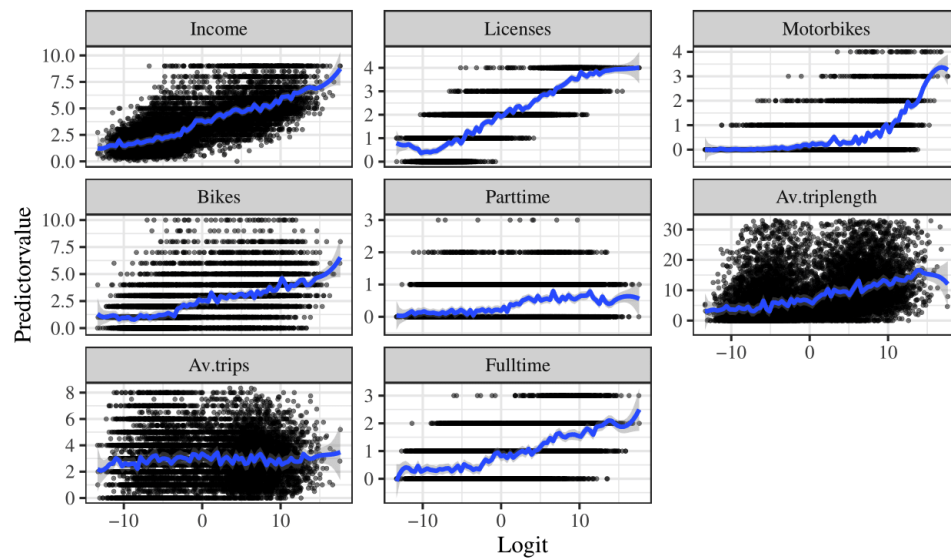 Income
Licenses
Motorbikes
10.0
7.5
5.0
2.5
0.0
4
3
2
1
0
4
3
2
1
0
Bikes
Parttime
Av.triplength
10.0
7.5
5.0
2.5
0.0
3
2
1
0
30
20
10
0
Predictorvalue
Av.trips
Fulltime
-10 0 10
8
6
4
2
0
3
2
1
0
-10 0 10
-10 0 10
Logit